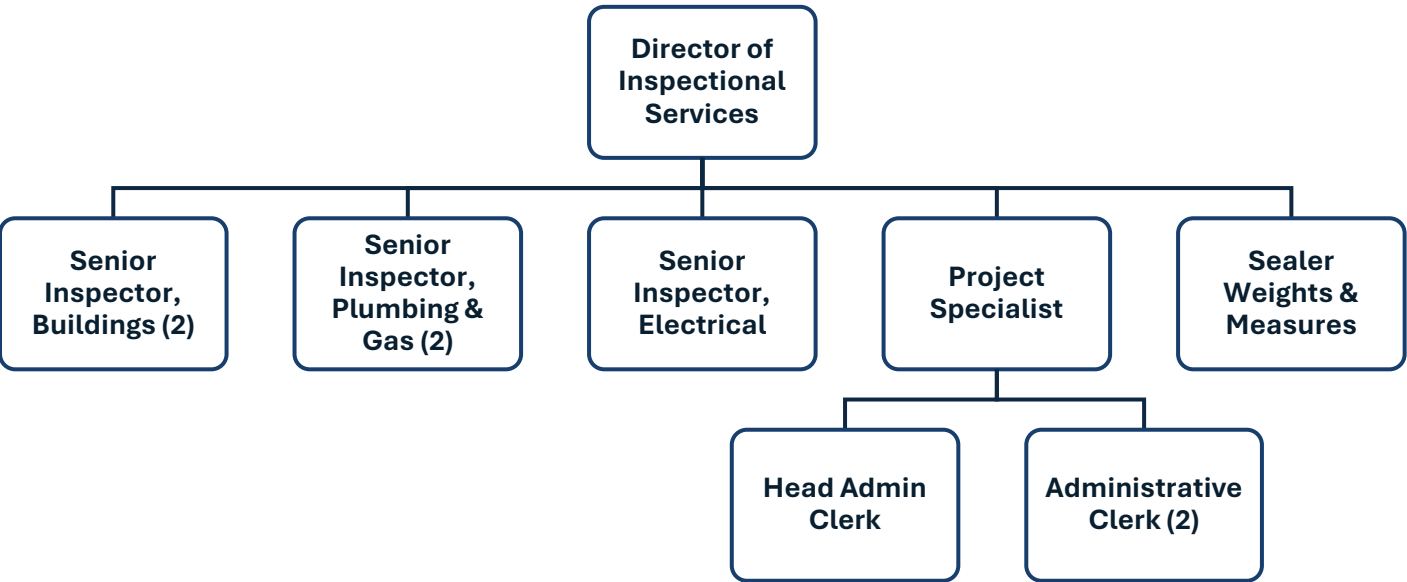 Director of
Inspectional
Services
Senior
Inspector,
Buildings (2)
Senior
Inspector,
Plumbing &
Gas (2)
Senior
Inspector,
Electrical
Project
Specialist
Sealer
Weights &
Measures
Head Admin
Clerk
Administrative
Clerk (2)